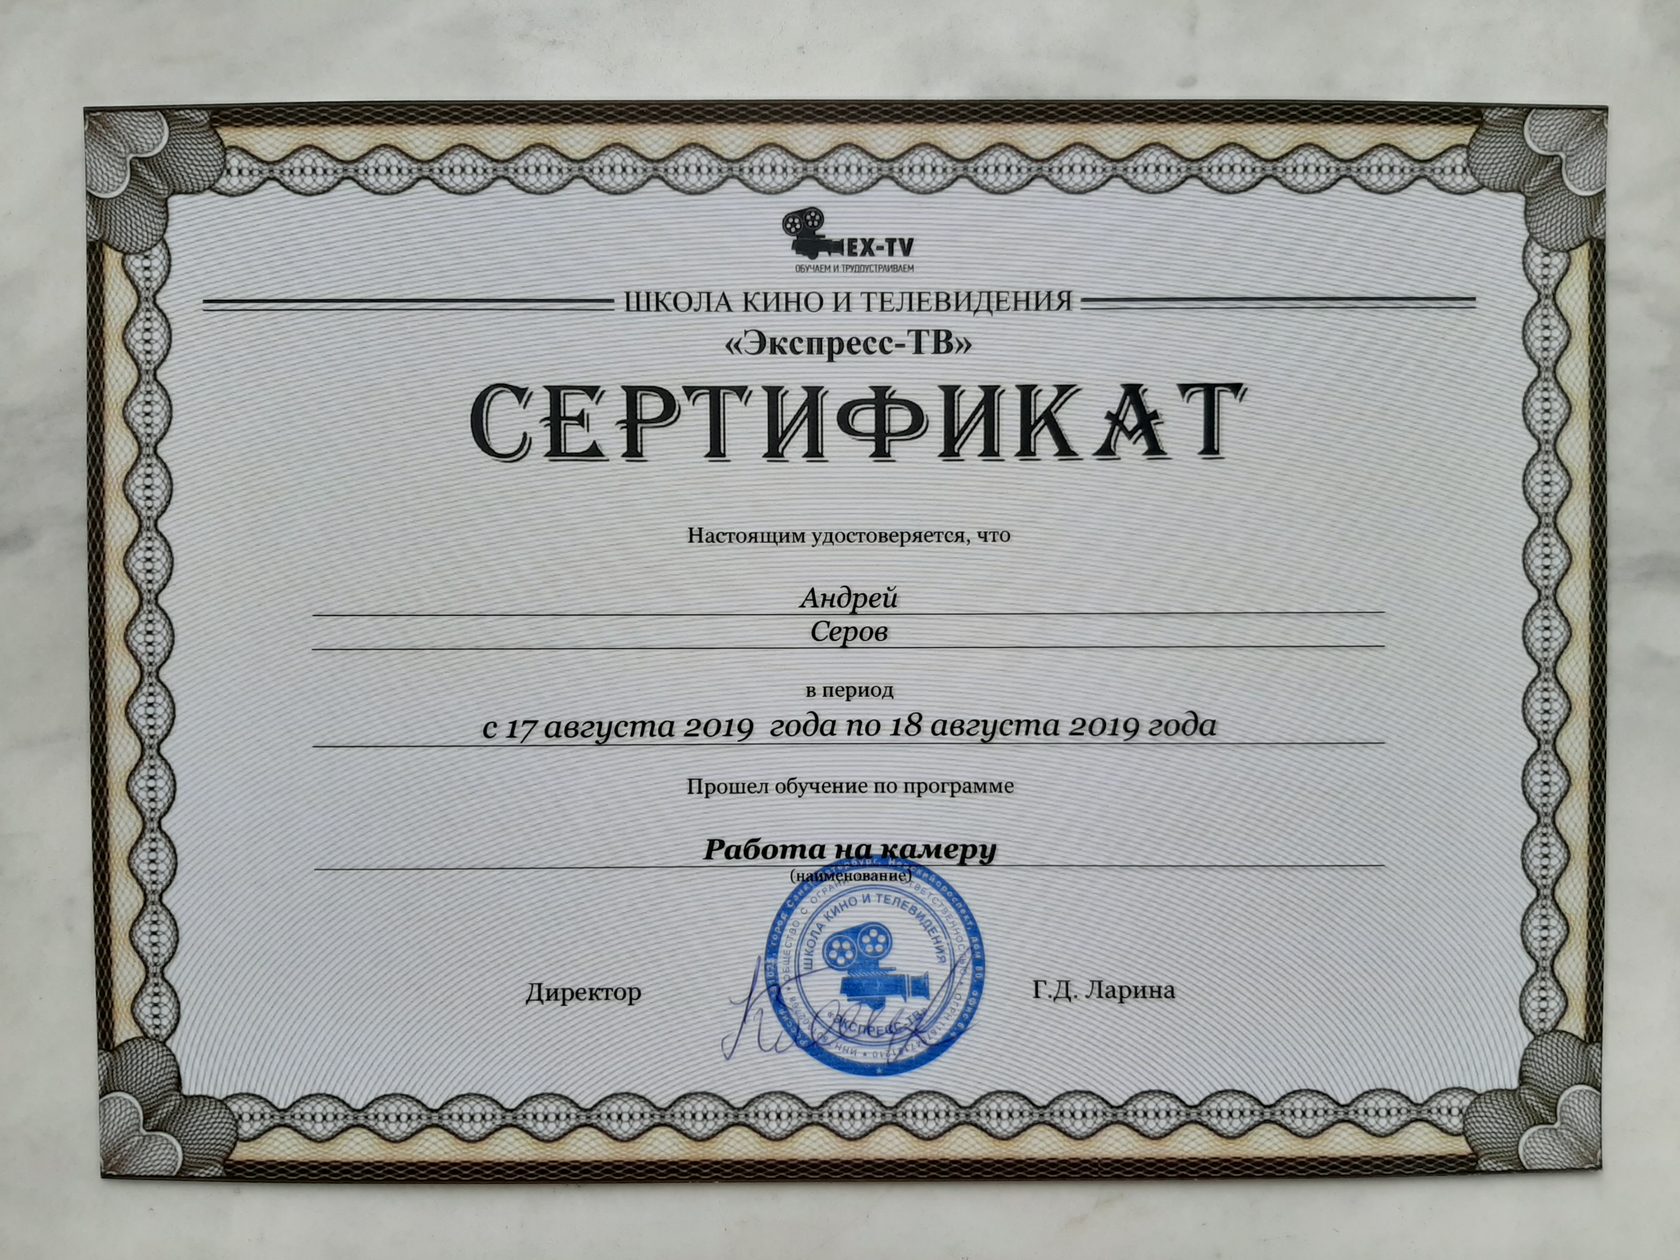 EX-TV
ОБУЧАЕМ И ТРУДОУСТРАИВАЕМ
ШКОЛА КИНО И ТЕЛЕВИДЕНИЯ
«Экспресс-ТВ»
СЕРТИФИКАТ
Настоящим удостоверяется, что
Андрей
Серов
в период
с 17 августа 2019 года по 18 августа 2019 года
Прошел обучение по программе
Работа на камеру
(наименование)
ШКОЛА КИНО И ТЕЛЕВИДЕНИЯ
«ЭКСПРЕСС-ТВ»
Директор
Г.Д. Ларина